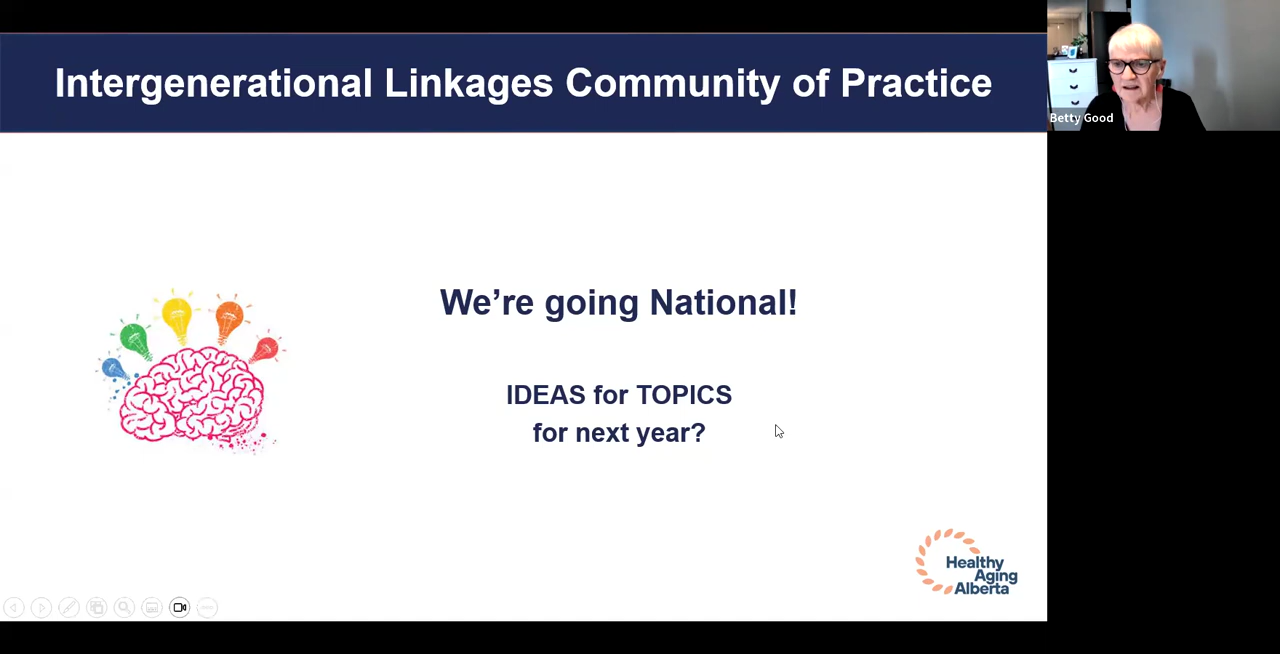 Intergenerational Linkages Community of Practice
Betty Good
We're going National!
IDEAS for TOPICS
for next year?
Healthy
Aging
Alberta